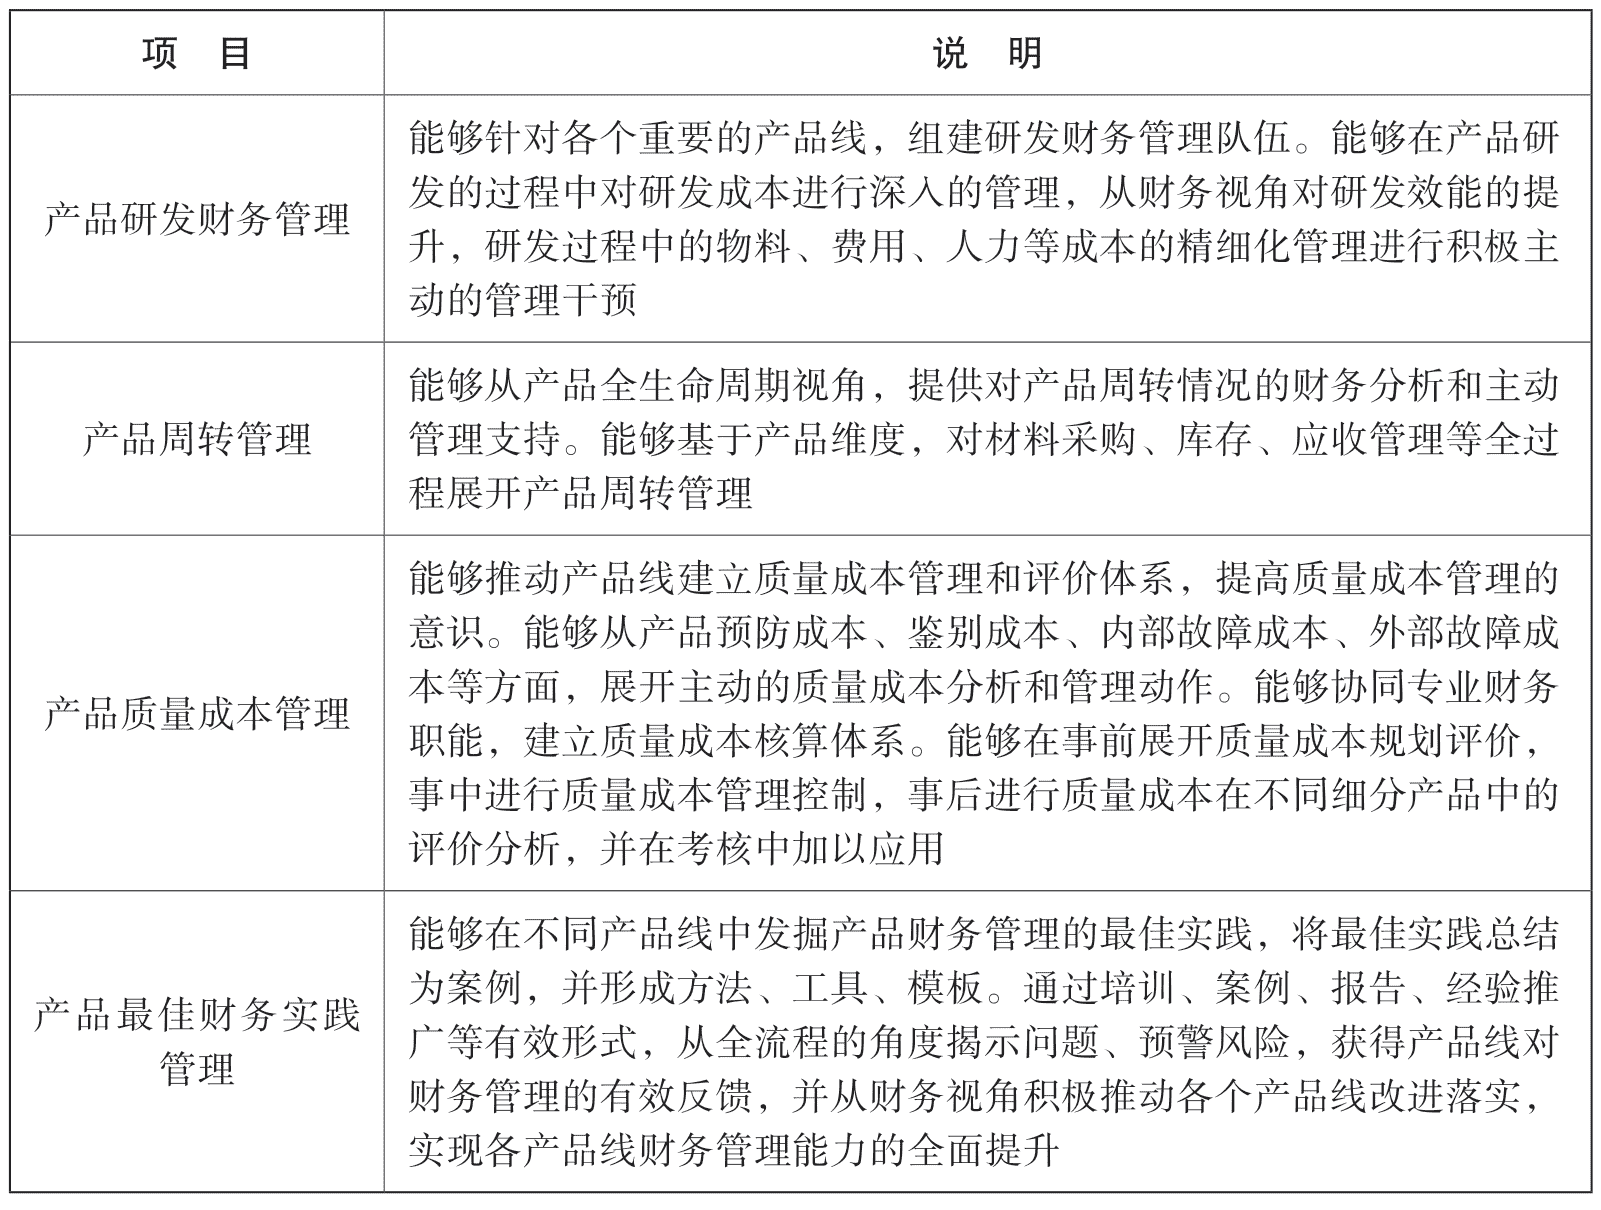 项 目
说 明
产品研发财务管理
能够针对各个重要的产品线，组建研发财务管理队伍。能够在产品研
发的过程中对研发成本进行深入的管理，从财务视角对研发效能的提
升，研发过程中的物料、费用、人力等成本的精细化管理进行积极主
动的管理干预
产品周转管理
能够从产品全生命周期视角，提供对产品周转情况的财务分析和主动
管理支持。能够基于产品维度，对材料采购、库存、应收管理等全过
程展开产品周转管理
产品质量成本管理
能够推动产品线建立质量成本管理和评价体系，提高质量成本管理的
意识。能够从产品预防成本、鉴别成本、内部故障成本、外部故障成
本等方面，展开主动的质量成本分析和管理动作。能够协同专业财务
职能，建立质量成本核算体系。能够在事前展开质量成本规划评价，
事中进行质量成本管理控制，事后进行质量成本在不同细分产品中的
评价分析，并在考核中加以应用
产品最佳财务实践
管理
能够在不同产品线中发掘产品财务管理的最佳实践，将最佳实践总结
为案例，并形成方法、工具、模板。通过培训、案例、报告、经验推
广等有效形式，从全流程的角度揭示问题、预警风险，获得产品线对
财务管理的有效反馈，并从财务视角积极推动各个产品线改进落实，
实现各产品线财务管理能力的全面提升